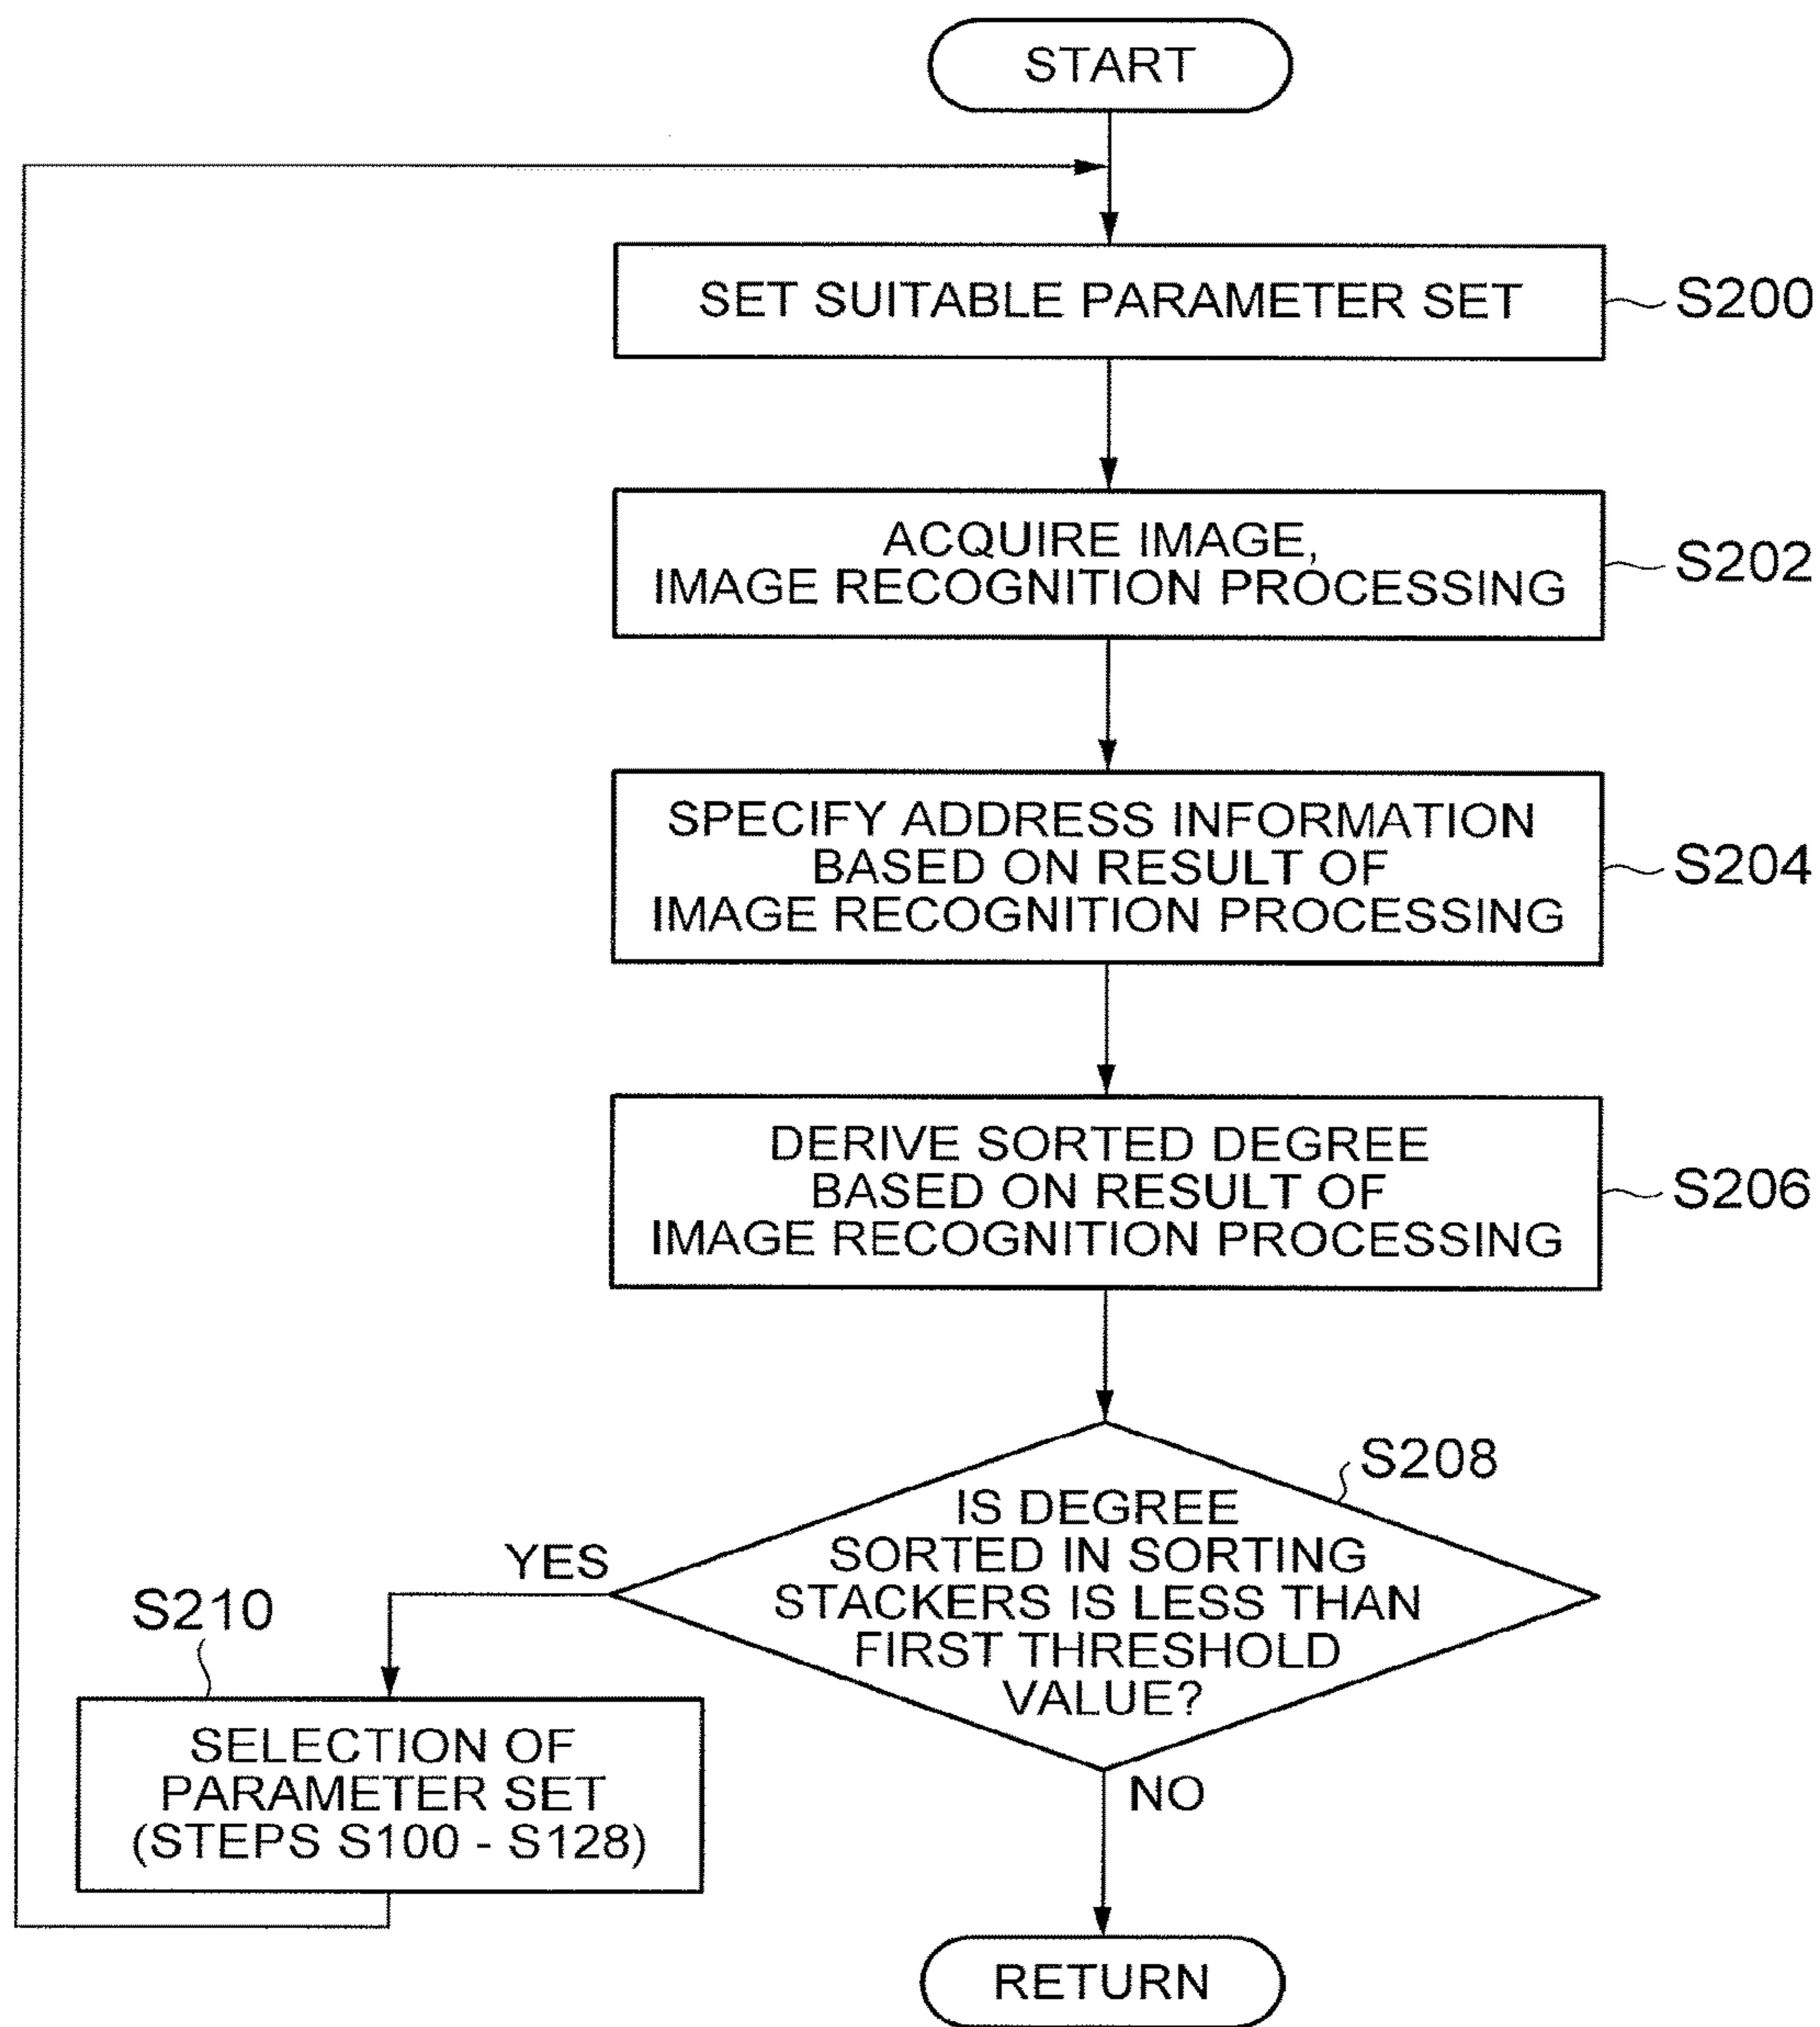 START
SET SUITABLE PARAMETER SET
S200
ACQUIRE IMAGE,
IMAGE RECOGNITION PROCESSING
S202
SPECIFY ADDRESS INFORMATION
BASED ON RESULT OF
IMAGE RECOGNITION PROCESSING
S204
DERIVE SORTED DEGREE
BASED ON RESULT OF
IMAGE RECOGNITION PROCESSING
S206
S208
IS DEGREE
SORTED IN SORTING
STACKERS IS LESS THAN
FIRST THRESHOLD
VALUE?
YES
S210
SELECTION OF
PARAMETER SET
(STEPS S100 - S128)
NO
RETURN